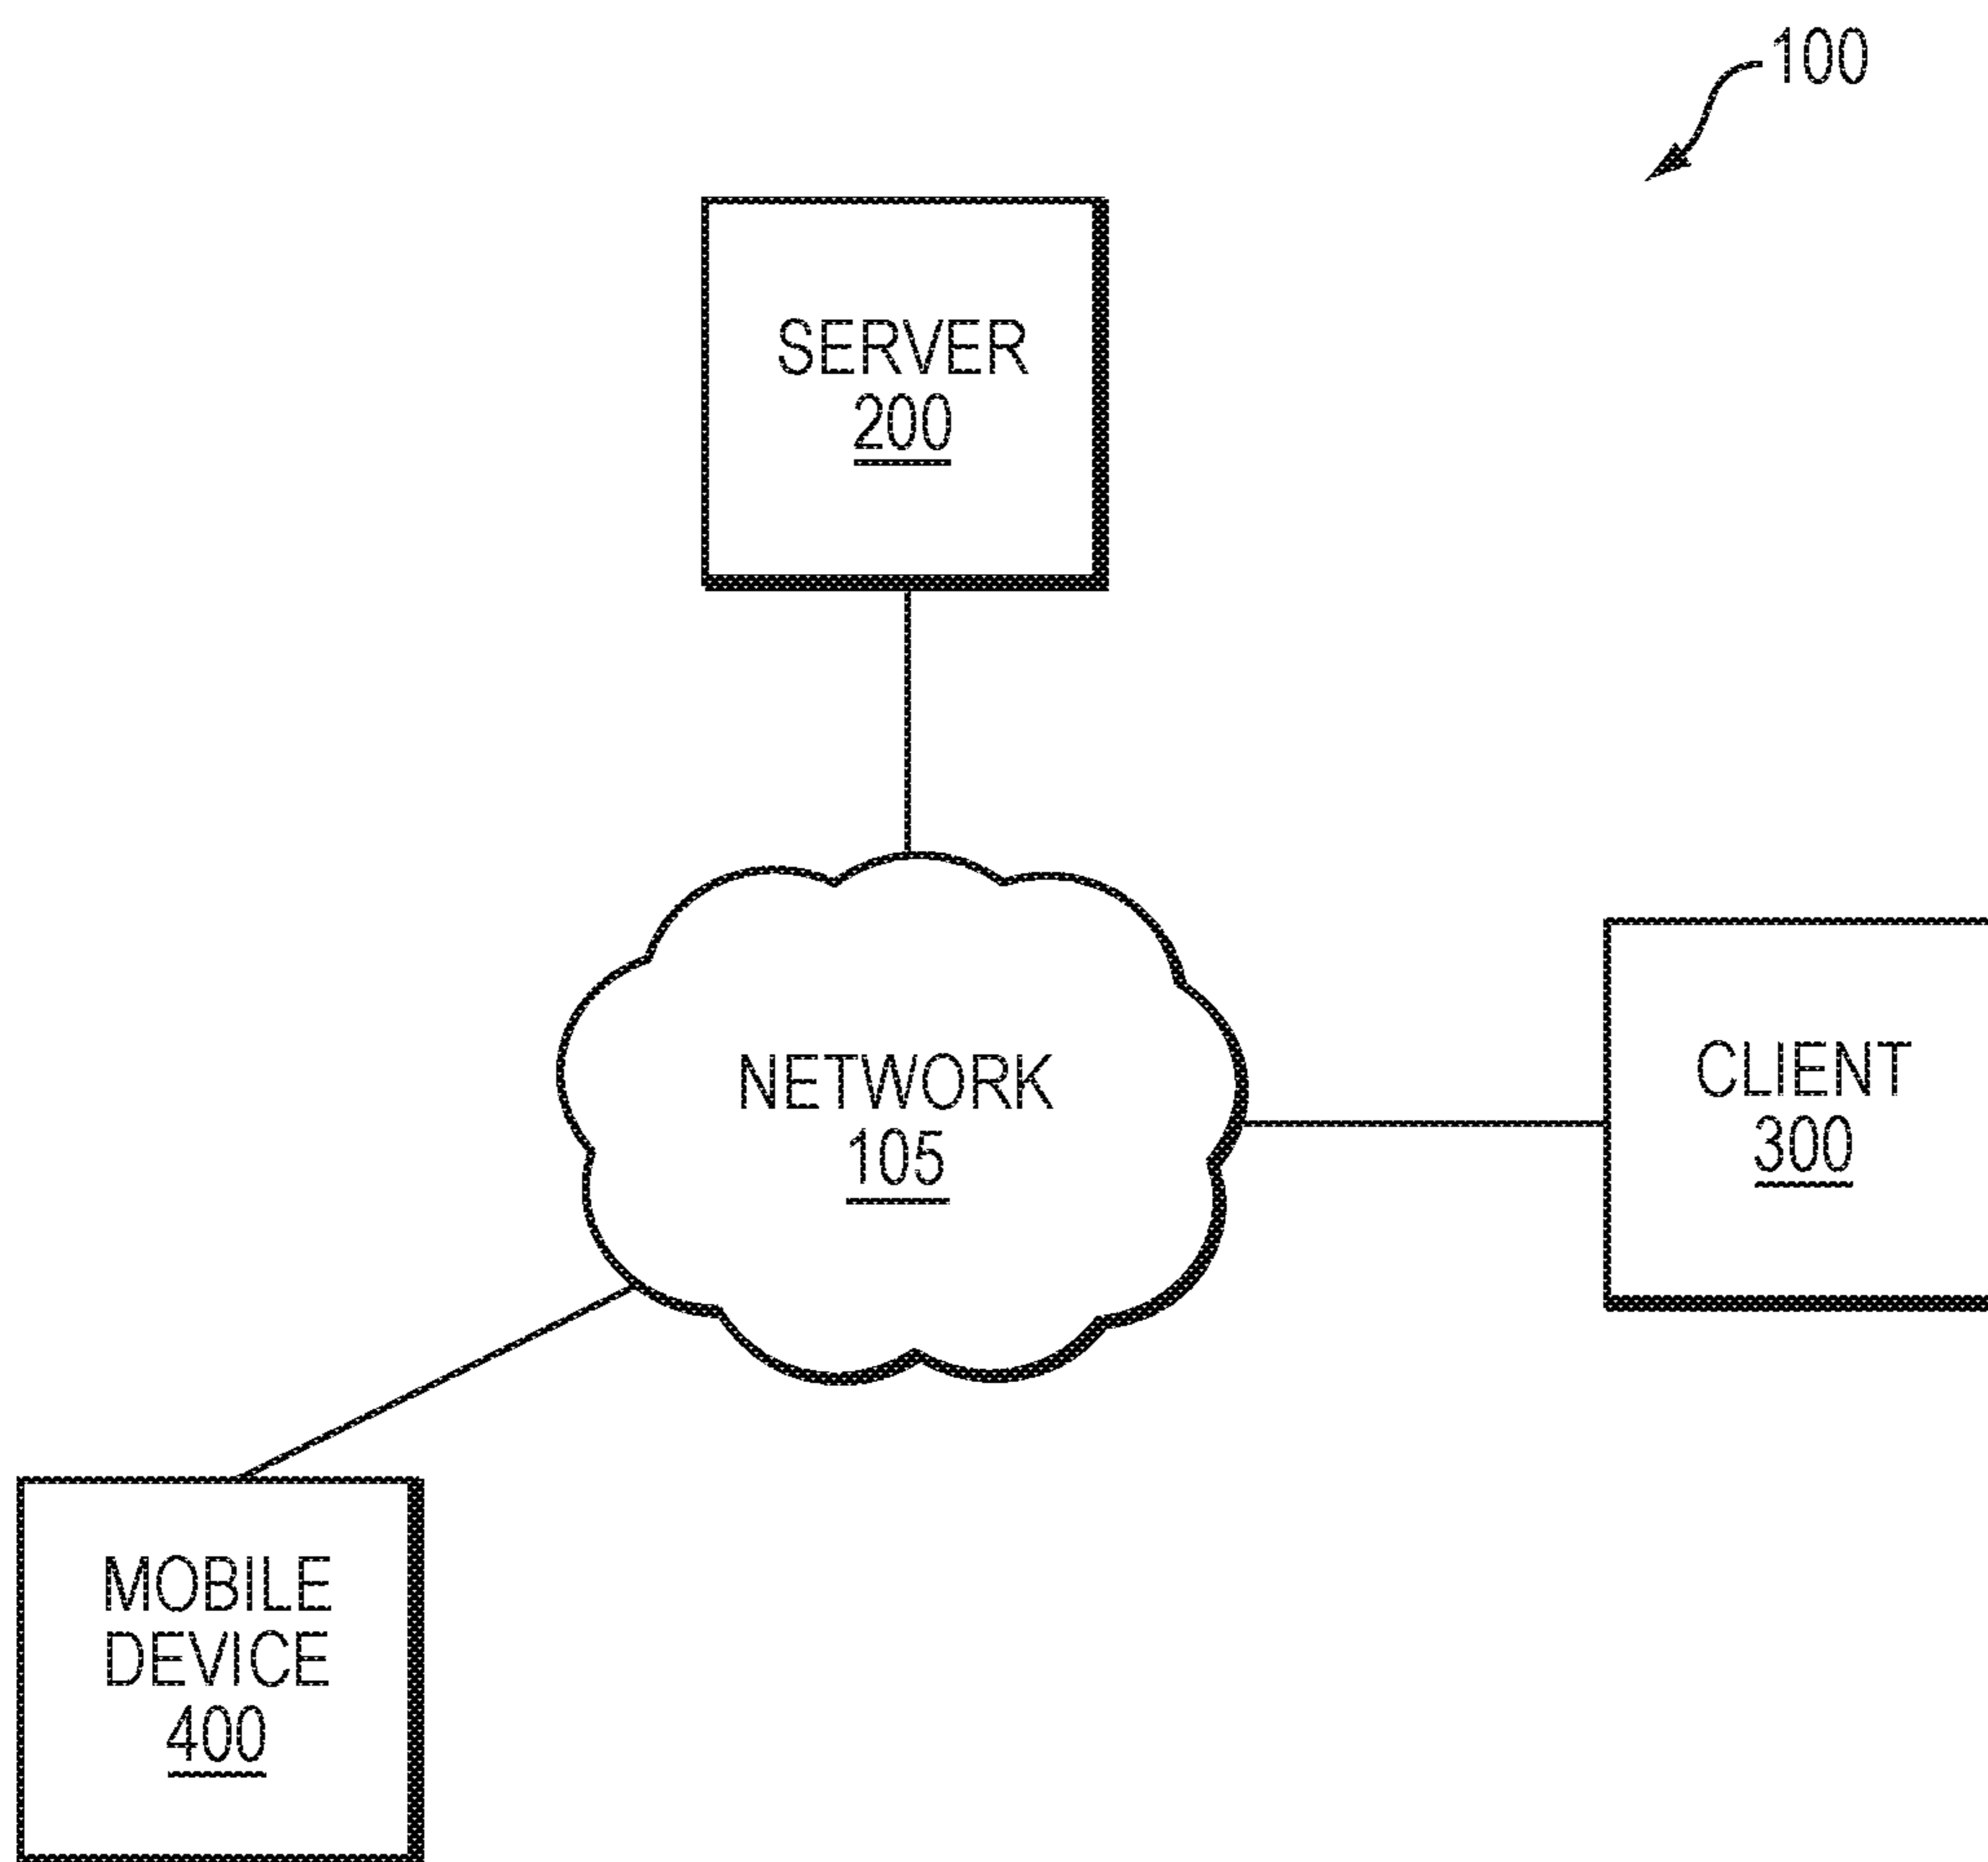 100
SERVER
200
NETWORK
105
CLIENT
300
MOBILE
DEVICE
400